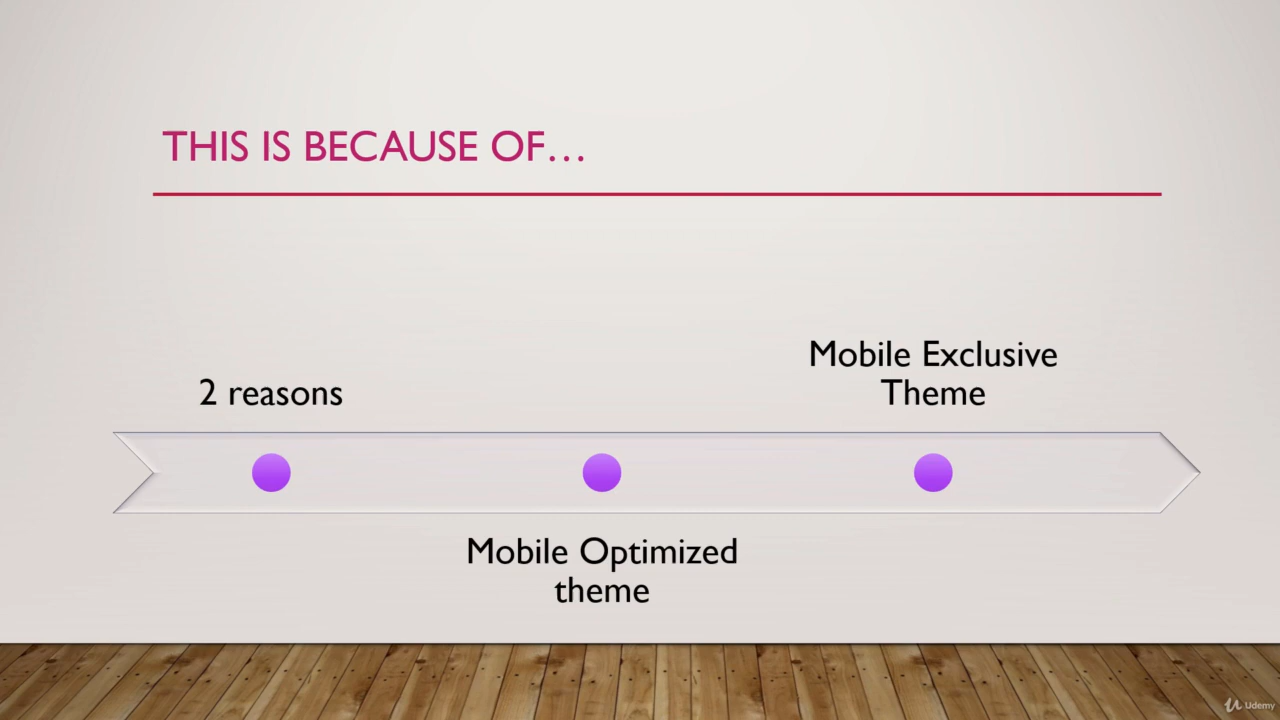 THIS IS BECAUSE OF…
2 reasons
Mobile Optimized
theme
Mobile Exclusive
Theme
Udemy